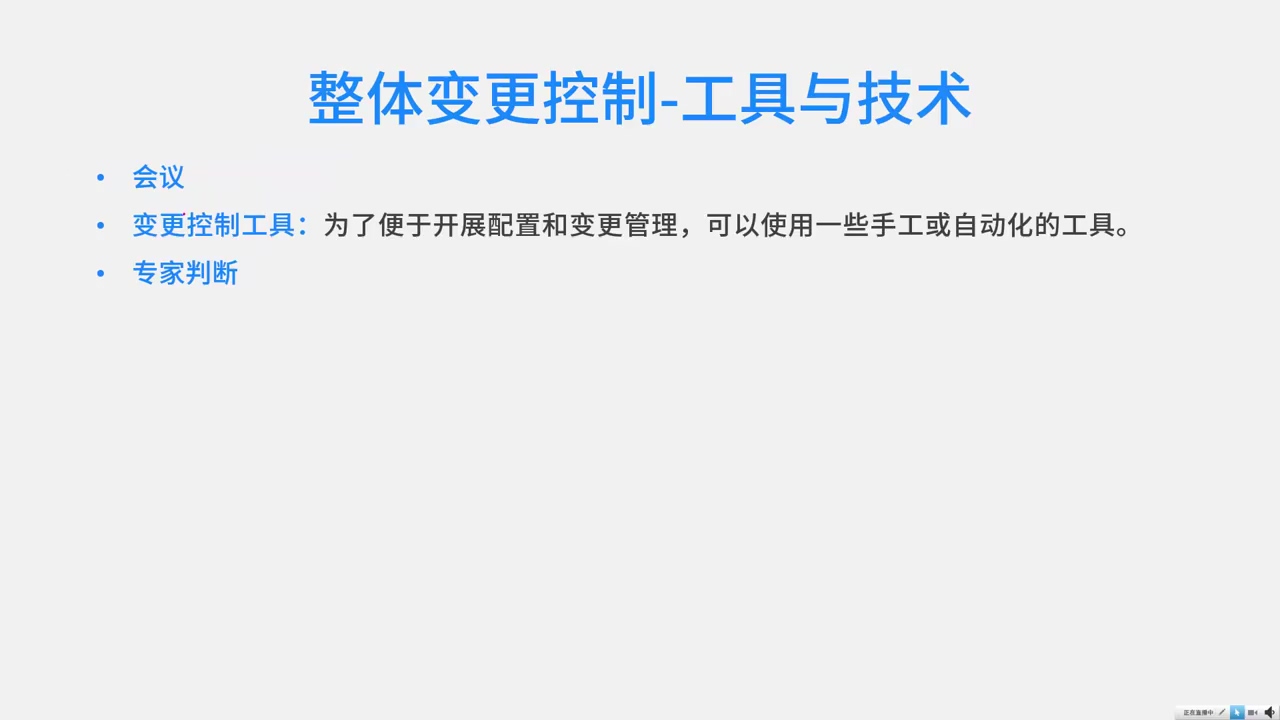 整体变更控制-工具与技术
• 会议
• 变更控制工具：为了便于开展配置和变更管理，可以使用一些手工或自动化的工具。
• 专家判断
正在直播中